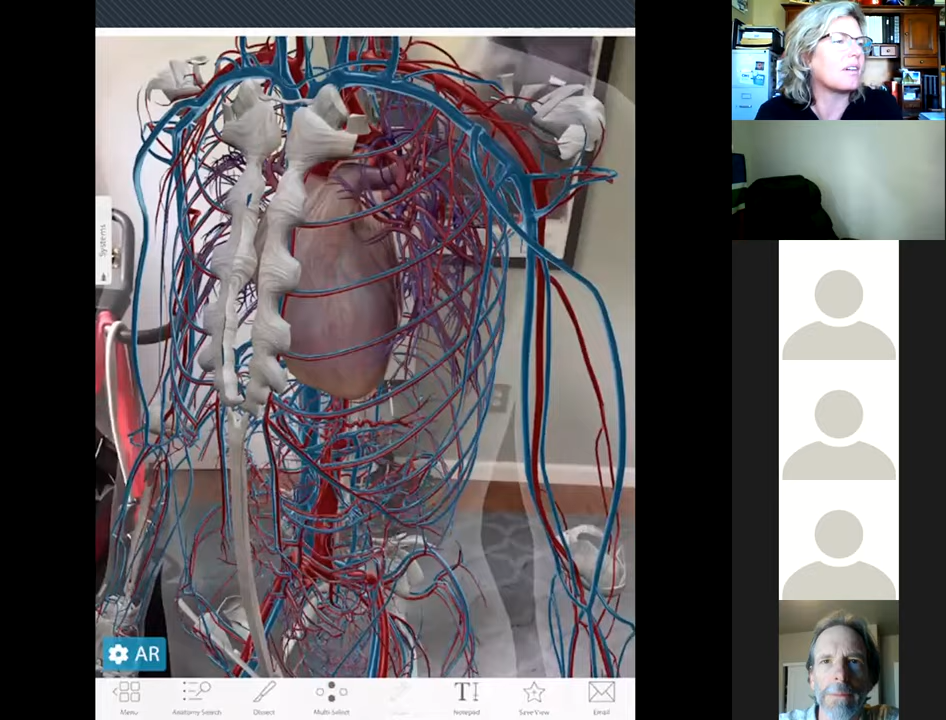 Systems
AR
Menu
Anatomy Search
Dissect
Multi-Select
Notepad
Save View
Email